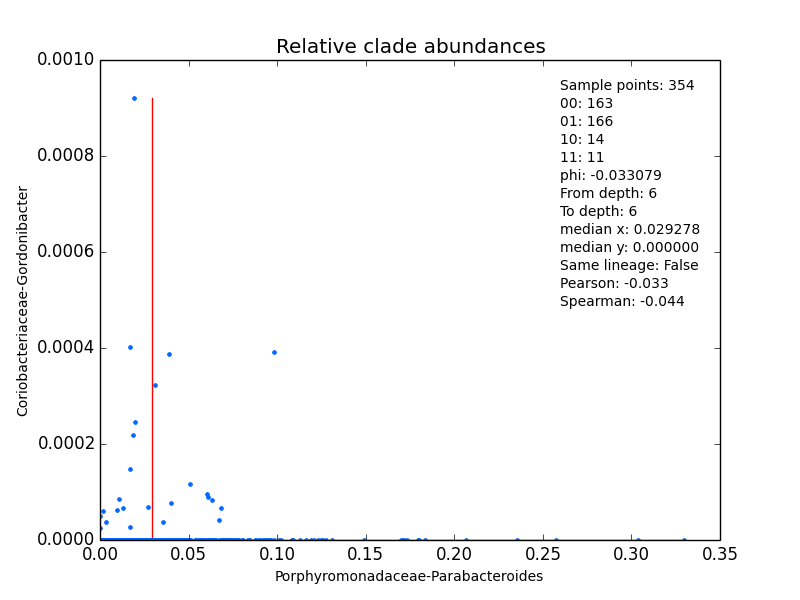 Relative clade abundances
0.0010
0.0008
0.0006
0.0004
0.0002
0.0000
Coriobacteriaceae-Gordonibacter
Sample points: 354
00: 163
01: 166
10: 14
11: 11
phi: -0.033079
From depth: 6
To depth: 6
median x: 0.029278
median y: 0.000000
Same lineage: False
Pearson: -0.033
Spearman: -0.044
0.00 0.05 0.10 0.15 0.20 0.25 0.30 0.35
Porphyromonadaceae-Parabacteroides